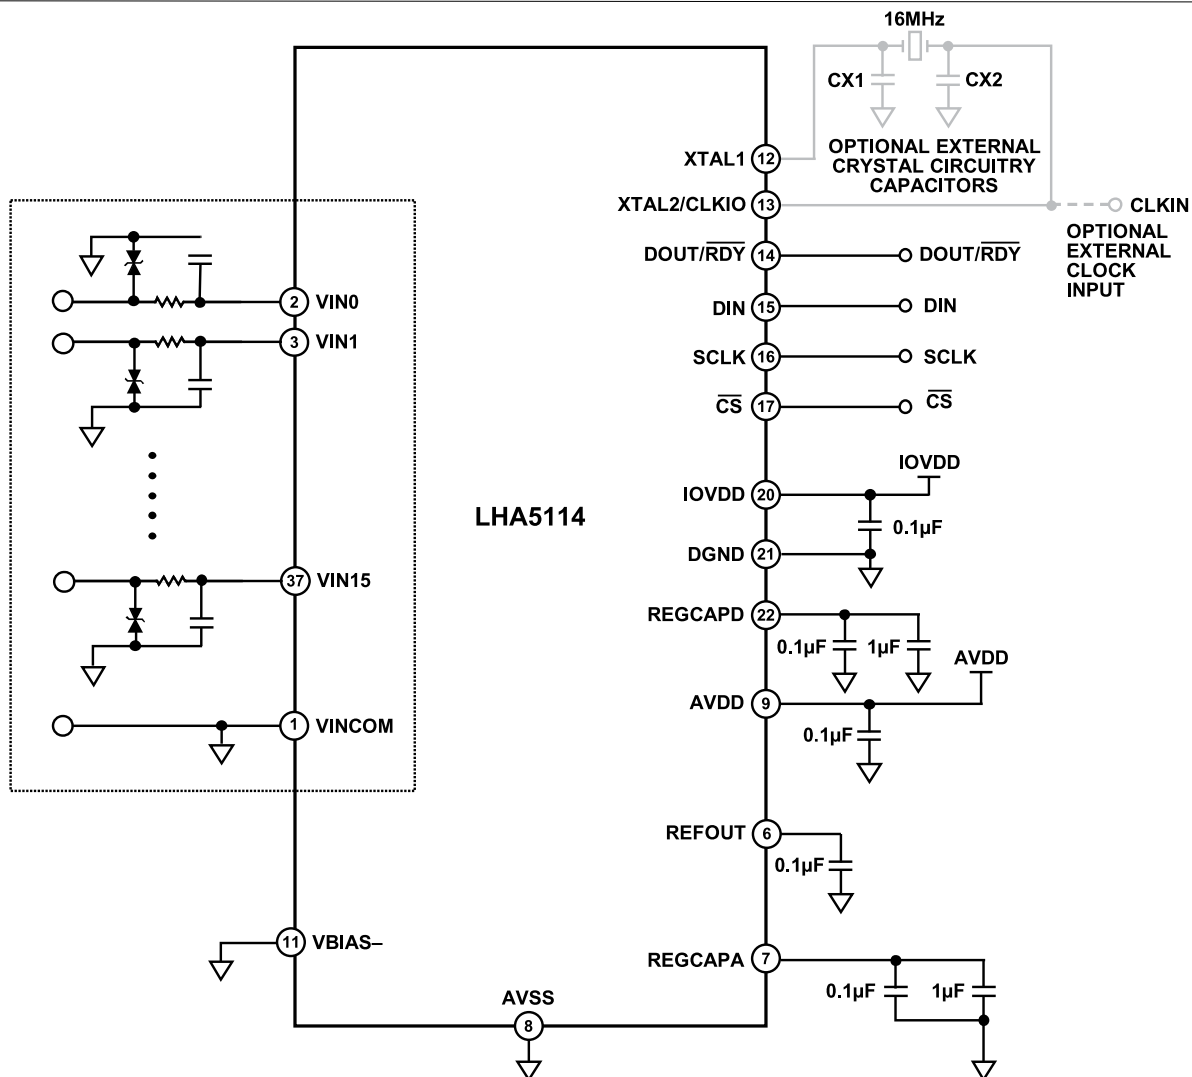 16MHz
CX1
CX2
OPTIONAL EXTERNAL
CRYSTAL CIRCUITRY
CAPACITORS
XTAL1
12
XTAL2/CLKIO
13
CLKIN
OPTIONAL
EXTERNAL
CLOCK
INPUT
DOUT/RDY
14
DOUT/RDY
DIN
15
DIN
SCLK
16
SCLK
CS
17
CS
2
VIN0
3
VIN1
LHA5114
IOVDD
IOVDD
20
0.1µF
DGND
21
37
VIN15
REGCAPD
22
0.1µF
1µF
AVDD
AVDD
9
0.1µF
1
VINCOM
REFOUT
6
0.1µF
11
VBIAS–
REGCAPA
7
0.1µF
1µF
AVSS
8